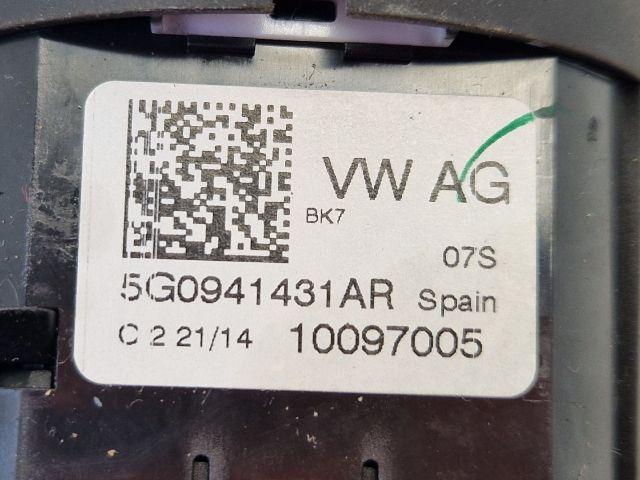 VW AG
BK7
07S
5G0941431AR Spain
C 2 21/14 10097005